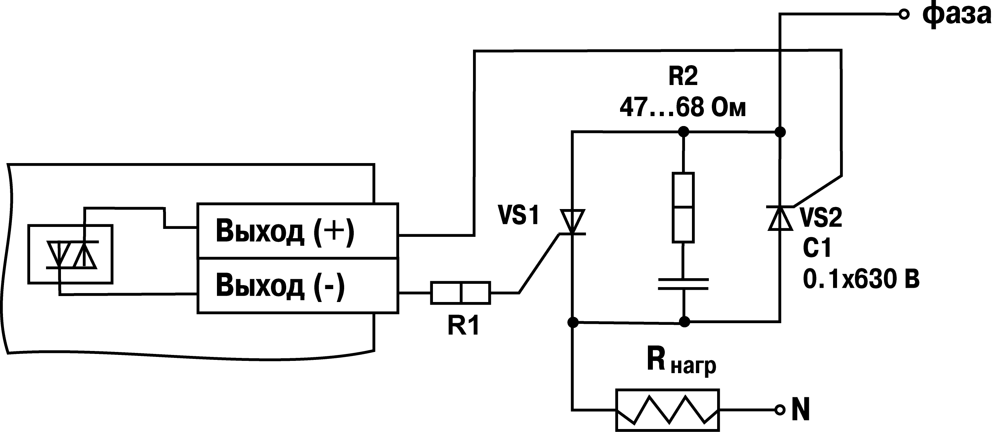 фаза
R2
47...68 Ом
VS1
Выход (+)
VS2
C1
0.1x630 В
Выход (-)
R1
R нагр
N